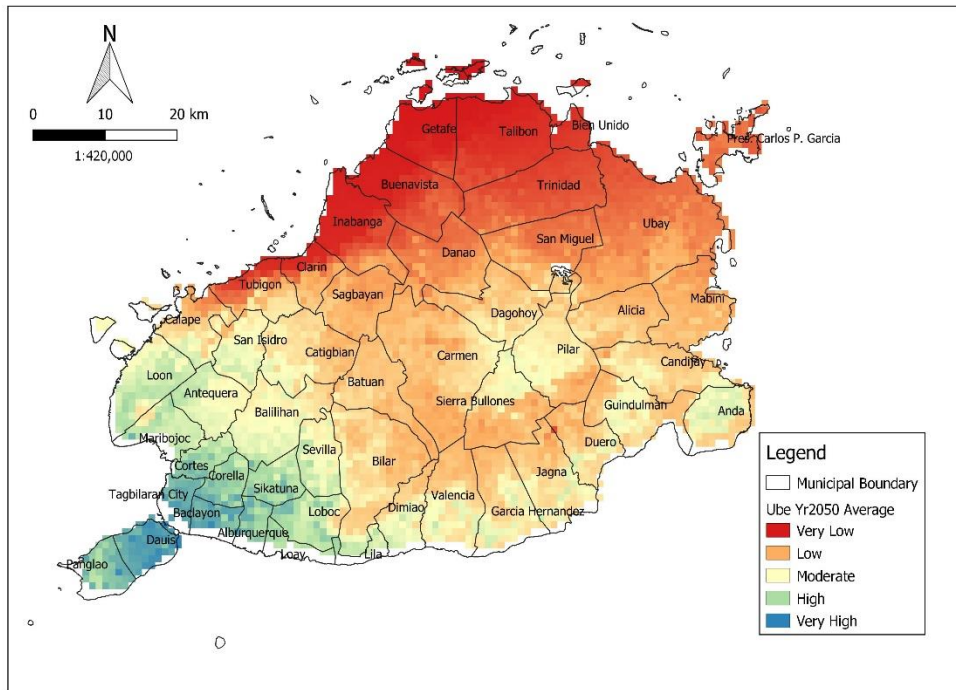 N
0 10 20 km
1:420,000
Getafe
Talibon
Bien Unido
Pres. Carlos P. Garcia
Buenavista
Trinidad
Inabanga
Ubay
San Miguel
Danao
Clarin
Tubigon
Sagbayan
Mabini
Calape
Dagohoy
Alicia
San Isidro
Catigbian
Carmen
Pilar
Candijay
Loon
Batuan
Antequera
Sierra Bullones
Guindulman
Anda
Balilihan
Maribojoc
Duero
Sevilla
Bilar
Cortes
Corella
Jagna
Sikatuna
Tagbilaran City
Valencia
Dimiao
Garcia Hernandez
Baclayon
Loboc
Alburquerque
Dauis
Loay
Lila
Panglao
Legend
Municipal Boundary
Ube Yr2050 Average
Very Low
Low
Moderate
High
Very High